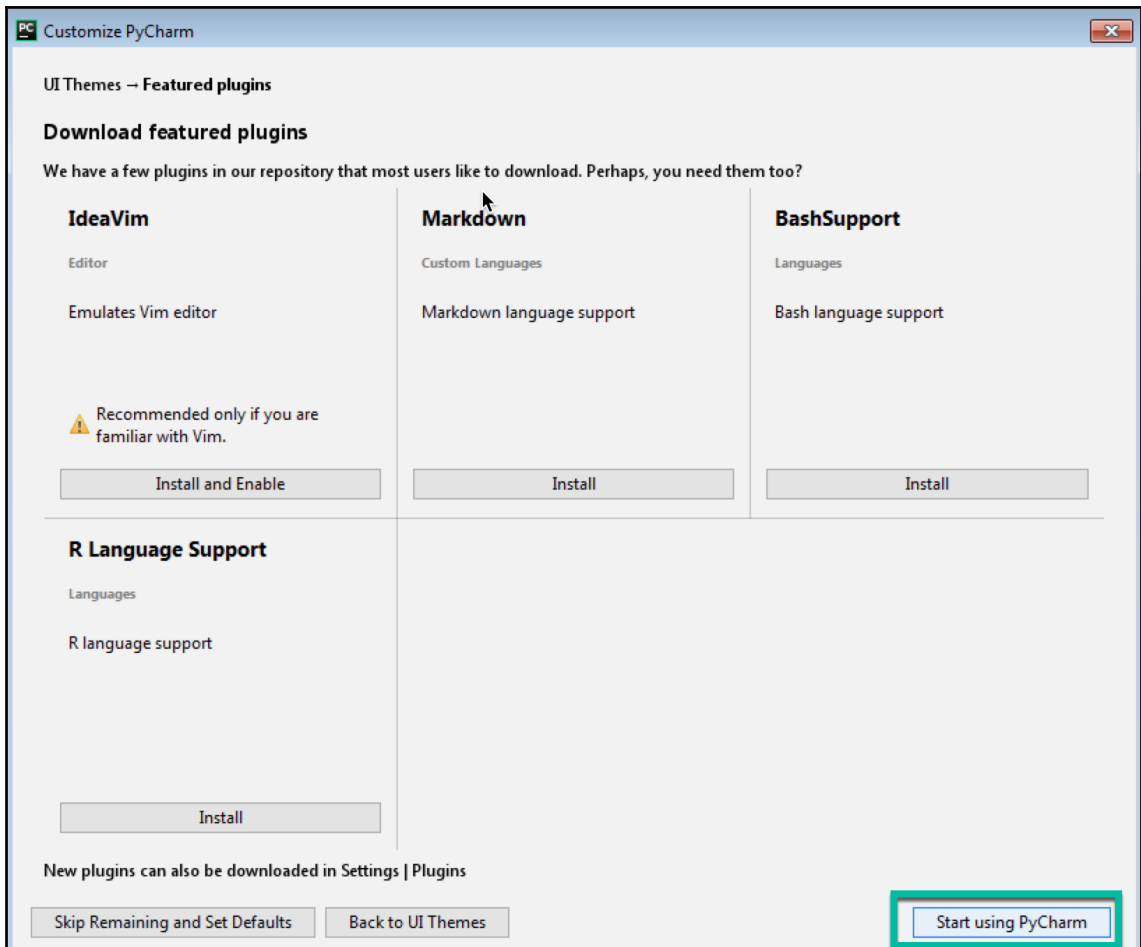 PC Customize PyCharm
UI Themes → Featured plugins
Download featured plugins
We have a few plugins in our repository that most users like to download. Perhaps, you need them too?
IdeaVim
Editor
Emulates Vim editor
Recommended only if you are
familiar with Vim.
Install and Enable
Markdown
Custom Languages
Markdown language support
Install
BashSupport
Languages
Bash language support
Install
R Language Support
Languages
R language support
Install
New plugins can also be downloaded in Settings | Plugins
Skip Remaining and Set Defaults
Back to UI Themes
Start using PyCharm